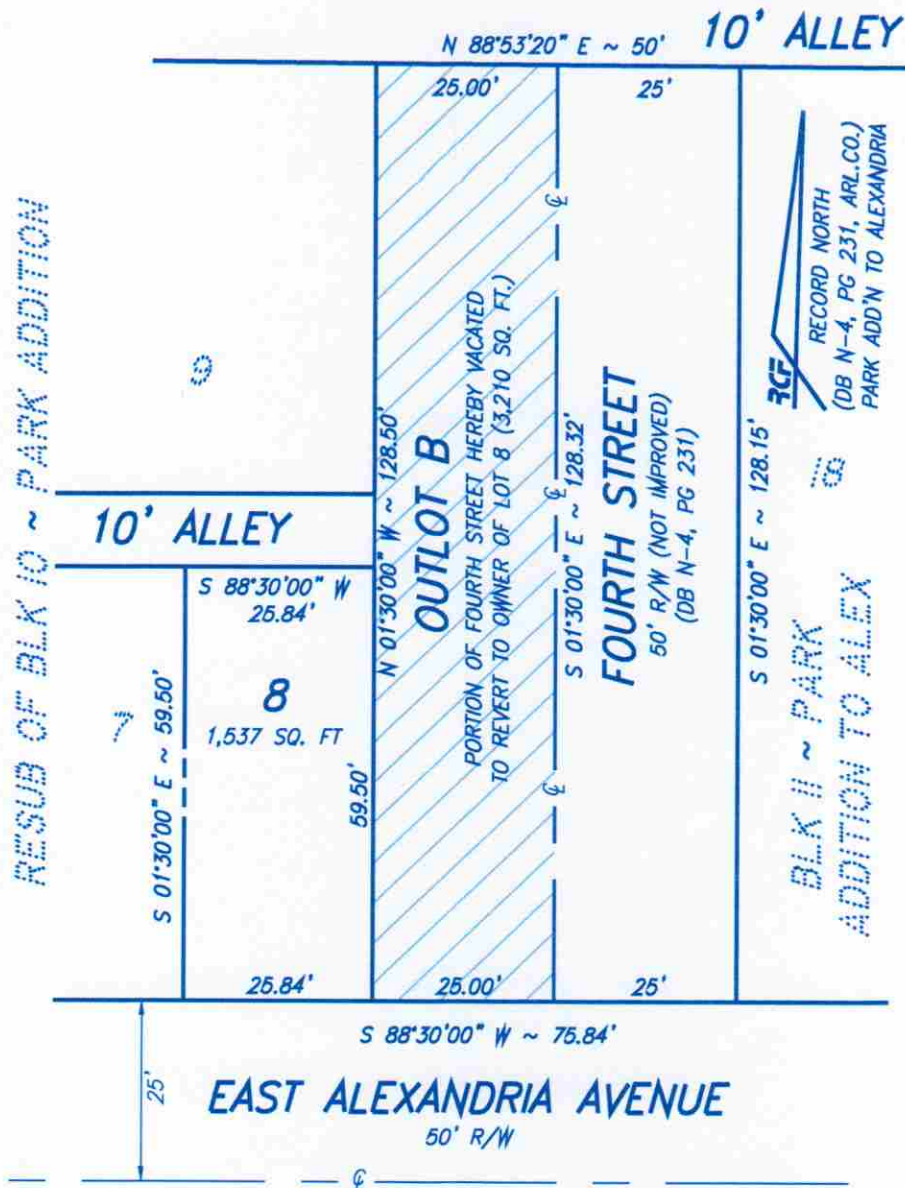 N 88°53'20" E ~ 50'
10' ALLEY
25.00'
25'
RCF
RECORD NORTH
(DB N-4, PG 231, ARL.CO.)
PARK ADD'N TO ALEXANDRIA
RESUB OF BLK 10 ~ PARK ADDITION
9
N 01°30'00" W ~ 128.50'
OUTLOT B
PORTION OF FOURTH STREET HEREBY VACATED
TO REVERT TO OWNER OF LOT 8 (3,210 SQ. FT.)
℄
℄
℄
S 01°30'00" E ~ 128.32'
FOURTH STREET
50' R/W (NOT IMPROVED)
(DB N-4, PG 231)
S 01°30'00" E ~ 128.15'
18
BLK 11 ~ PARK
ADDITION TO ALEX
10' ALLEY
S 88°30'00" W
25.84'
7
S 01°30'00" E ~ 59.50'
8
1,537 SQ. FT
59.50'
25.84'
25.00'
25'
S 88°30'00" W ~ 75.84'
25'
EAST ALEXANDRIA AVENUE
50' R/W
℄